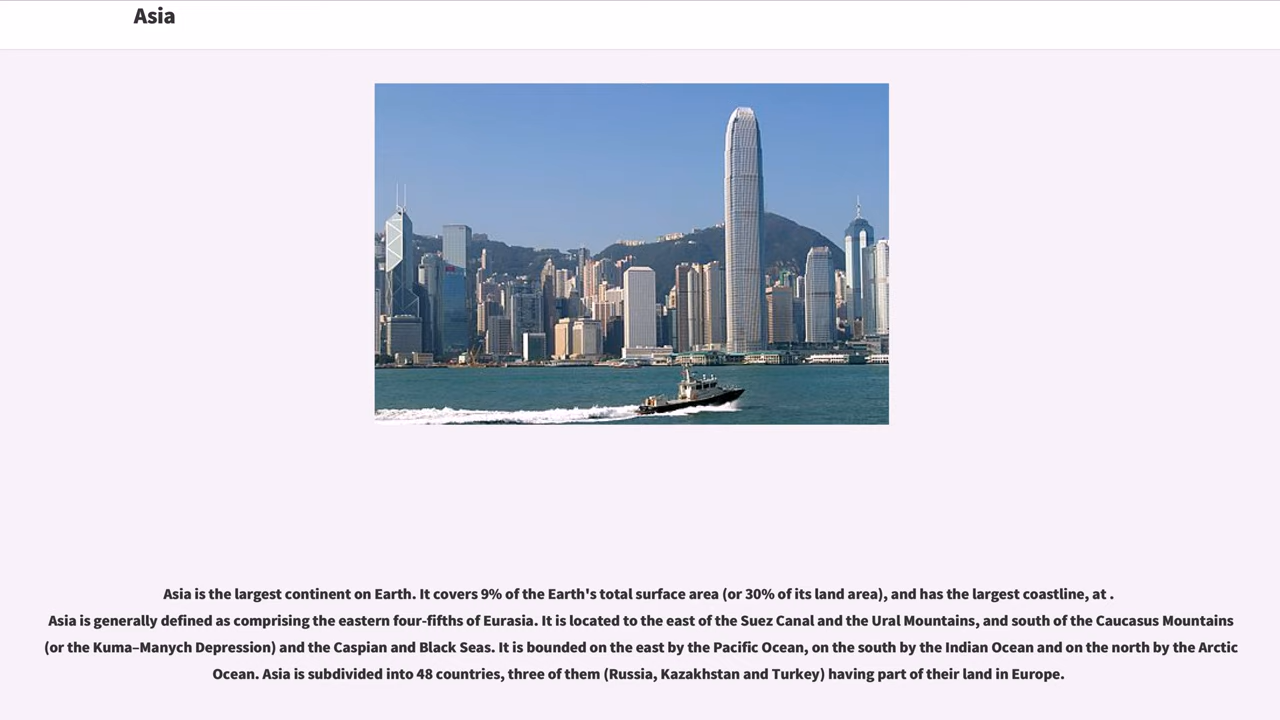 Asia
Asia is the largest continent on Earth. It covers 9% of the Earth's total surface area (or 30% of its land area), and has the largest coastline, at .
Asia is generally defined as comprising the eastern four-fifths of Eurasia. It is located to the east of the Suez Canal and the Ural Mountains, and south of the Caucasus Mountains
(or the Kuma–Manych Depression) and the Caspian and Black Seas. It is bounded on the east by the Pacific Ocean, on the south by the Indian Ocean and on the north by the Arctic
Ocean. Asia is subdivided into 48 countries, three of them (Russia, Kazakhstan and Turkey) having part of their land in Europe.